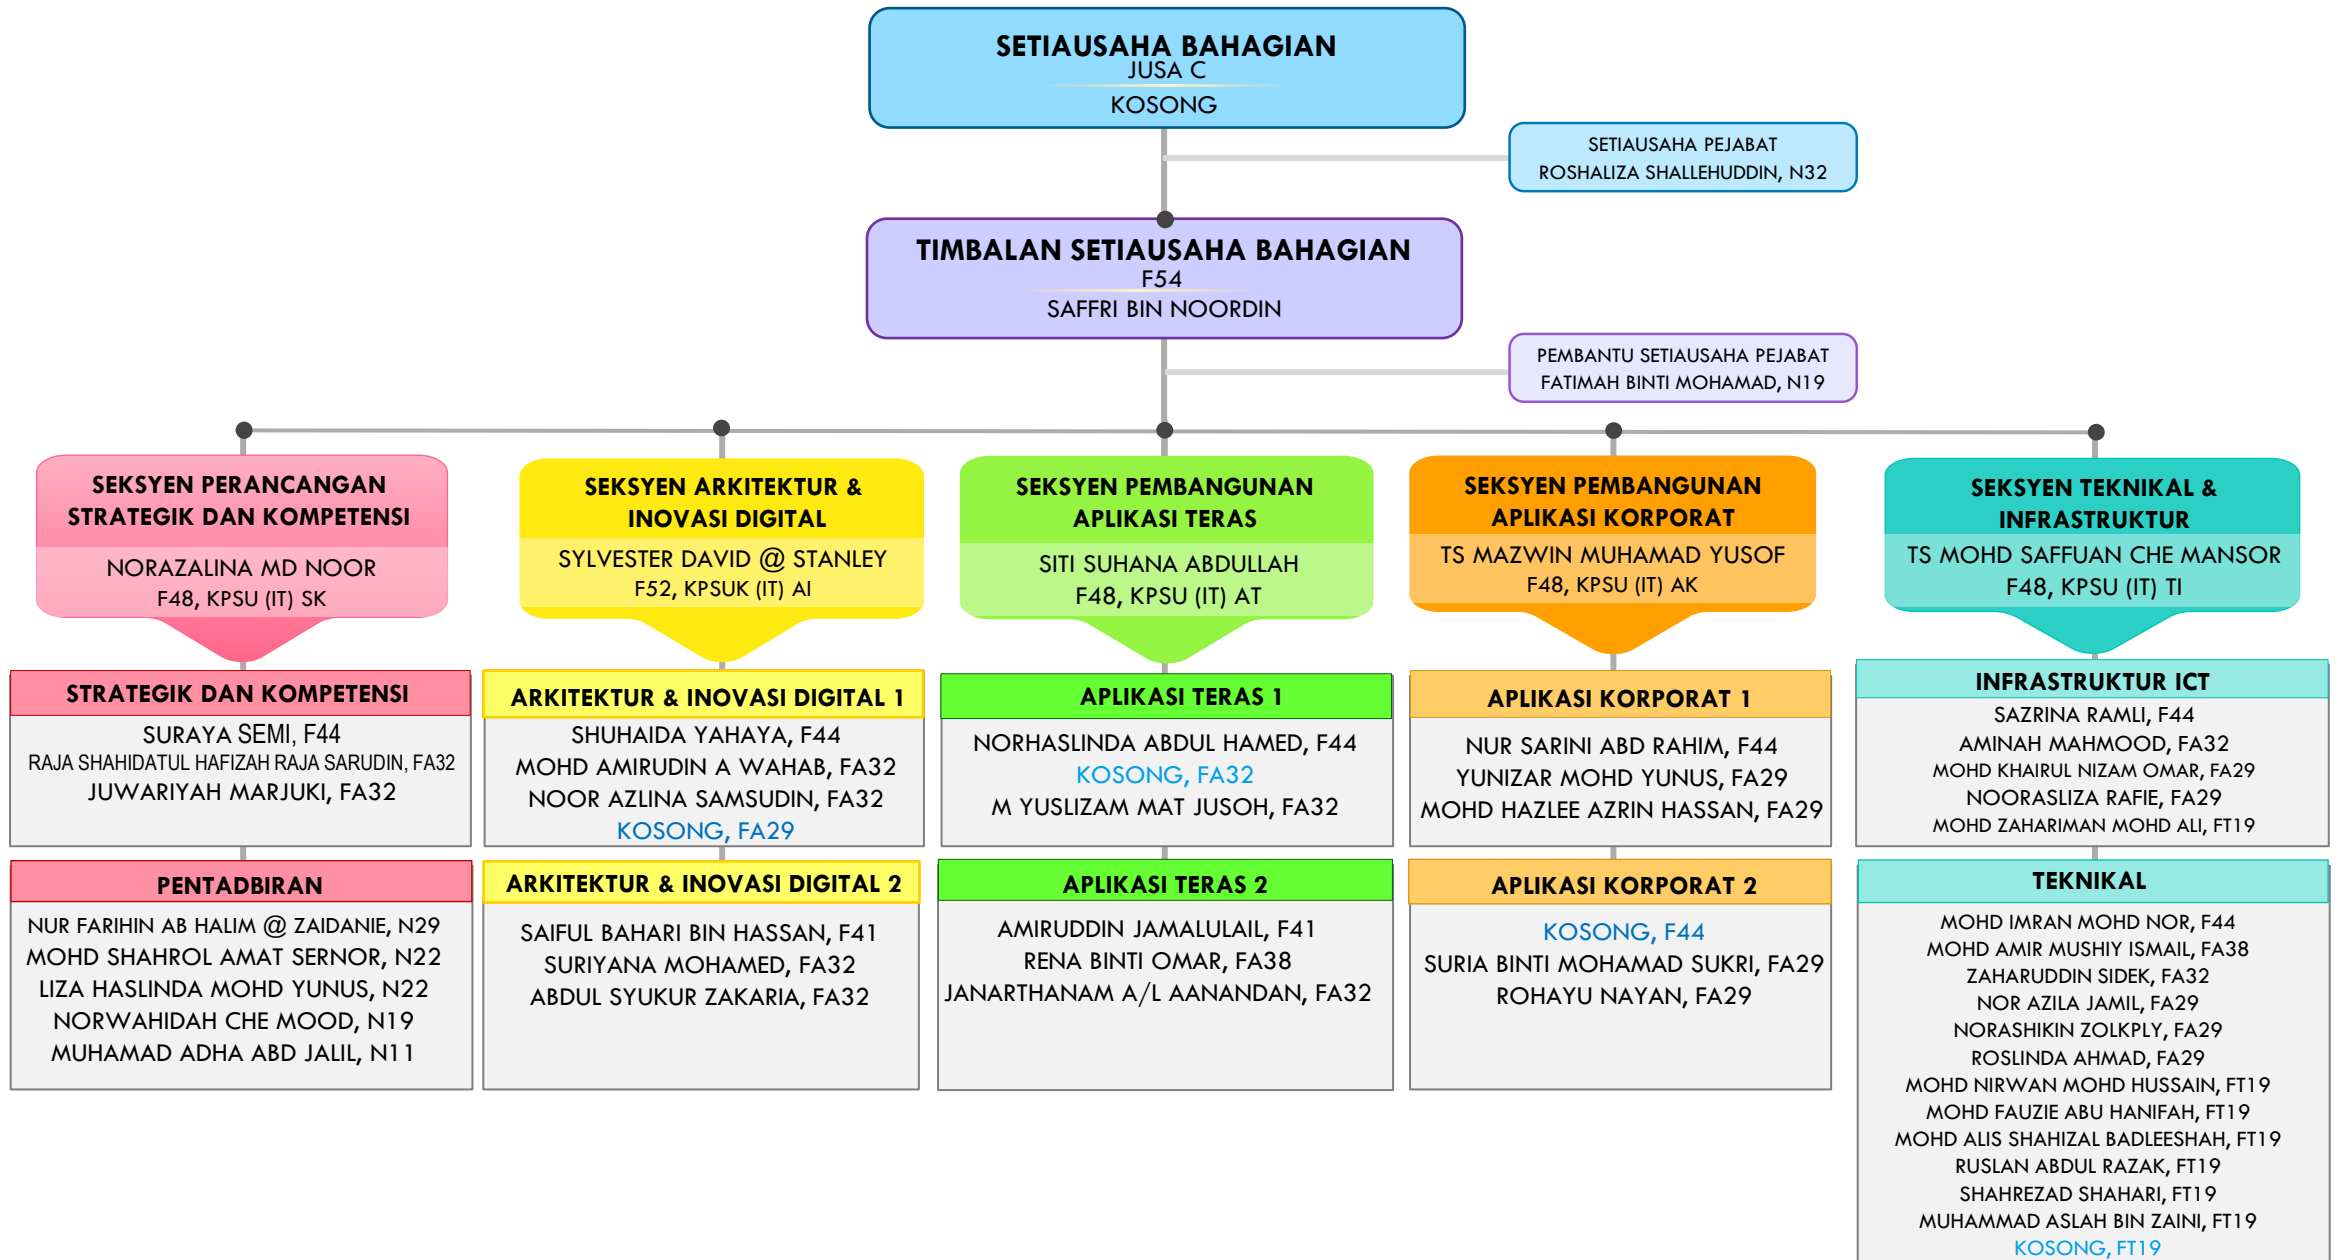 SETIAUSAHA BAHAGIAN
JUSA C
KOSONG
SETIAUSAHA PEJABAT
ROSHALIZA SHALLEHUDDIN, N32
TIMBALAN SETIAUSAHA BAHAGIAN
F54
SAFFRI BIN NOORDIN
PEMBANTU SETIAUSAHA PEJABAT
FATIMAH BINTI MOHAMAD, N19
SEKSYEN PERANCANGAN
STRATEGIK DAN KOMPETENSI
NORAZALINA MD NOOR
F48, KPSU (IT) SK
STRATEGIK DAN KOMPETENSI
SURAYA SEMI, F44
RAJA SHAHIDATUL HAFIZAH RAJA SARUDIN, FA32
JUWARIYAH MARJUKI, FA32
PENTADBIRAN
NUR FARIHIN AB HALIM @ ZAIDANIE, N29
MOHD SHAHROL AMAT SERNOR, N22
LIZA HASLINDA MOHD YUNUS, N22
NORWAHIDAH CHE MOOD, N19
MUHAMAD ADHA ABD JALIL, N11
SEKSYEN ARKITEKTUR &
INOVASI DIGITAL
SYLVESTER DAVID @ STANLEY
F52, KPSUK (IT) AI
ARKITEKTUR & INOVASI DIGITAL 1
SHUHAIDA YAHAYA, F44
MOHD AMIRUDIN A WAHAB, FA32
NOOR AZLINA SAMSUDIN, FA32
KOSONG, FA29
ARKITEKTUR & INOVASI DIGITAL 2
SAIFUL BAHARI BIN HASSAN, F41
SURIYANA MOHAMED, FA32
ABDUL SYUKUR ZAKARIA, FA32
SEKSYEN PEMBANGUNAN
APLIKASI TERAS
SITI SUHANA ABDULLAH
F48, KPSU (IT) AT
APLIKASI TERAS 1
NORHASLINDA ABDUL HAMED, F44
KOSONG, FA32
M YUSLIZAM MAT JUSOH, FA32
APLIKASI TERAS 2
AMIRUDDIN JAMALULAIL, F41
RENA BINTI OMAR, FA38
JANARTHANAM A/L AANANDAN, FA32
SEKSYEN PEMBANGUNAN
APLIKASI KORPORAT
TS MAZWIN MUHAMAD YUSOF
F48, KPSU (IT) AK
APLIKASI KORPORAT 1
NUR SARINI ABD RAHIM, F44
YUNIZAR MOHD YUNUS, FA29
MOHD HAZLEE AZRIN HASSAN, FA29
APLIKASI KORPORAT 2
KOSONG, F44
SURIA BINTI MOHAMAD SUKRI, FA29
ROHAYU NAYAN, FA29
SEKSYEN TEKNIKAL &
INFRASTRUKTUR
TS MOHD SAFFUAN CHE MANSOR
F48, KPSU (IT) TI
INFRASTRUKTUR ICT
SAZRINA RAMLI, F44
AMINAH MAHMOOD, FA32
MOHD KHAIRUL NIZAM OMAR, FA29
NOORASLIZA RAFIE, FA29
MOHD ZAHARIMAN MOHD ALI, FT19
TEKNIKAL
MOHD IMRAN MOHD NOR, F44
MOHD AMIR MUSHIY ISMAIL, FA38
ZAHARUDDIN SIDEK, FA32
NOR AZILA JAMIL, FA29
NORASHIKIN ZOLKPLY, FA29
ROSLINDA AHMAD, FA29
MOHD NIRWAN MOHD HUSSAIN, FT19
MOHD FAUZIE ABU HANIFAH, FT19
MOHD ALIS SHAHIZAL BADLEESHAH, FT19
RUSLAN ABDUL RAZAK, FT19
SHAHREZAD SHAHARI, FT19
MUHAMMAD ASLAH BIN ZAINI, FT19
KOSONG, FT19